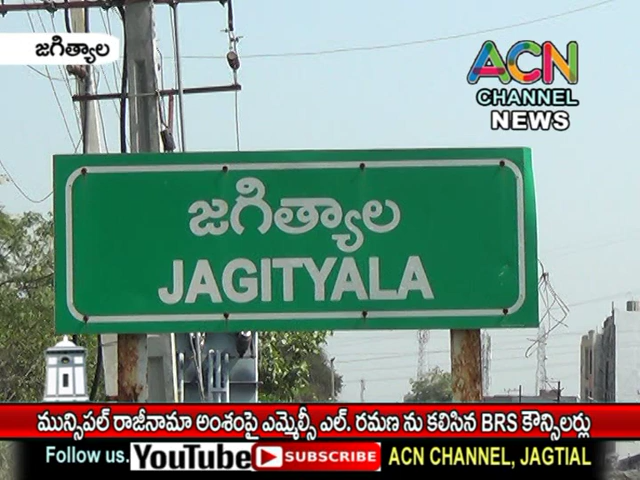 జగిత్యాల
ACN
CHANNEL
NEWS
జగిత్యాల
JAGITYALA
మున్సిపల్ రాజీనామా అంశంపై ఎమ్మెల్సీ ఎల్. రమణ ను కలిసిన BRS కౌన్సిలర్లు
Follow us. YouTube SUBSCRIBE ACN CHANNEL, JAGTIAL